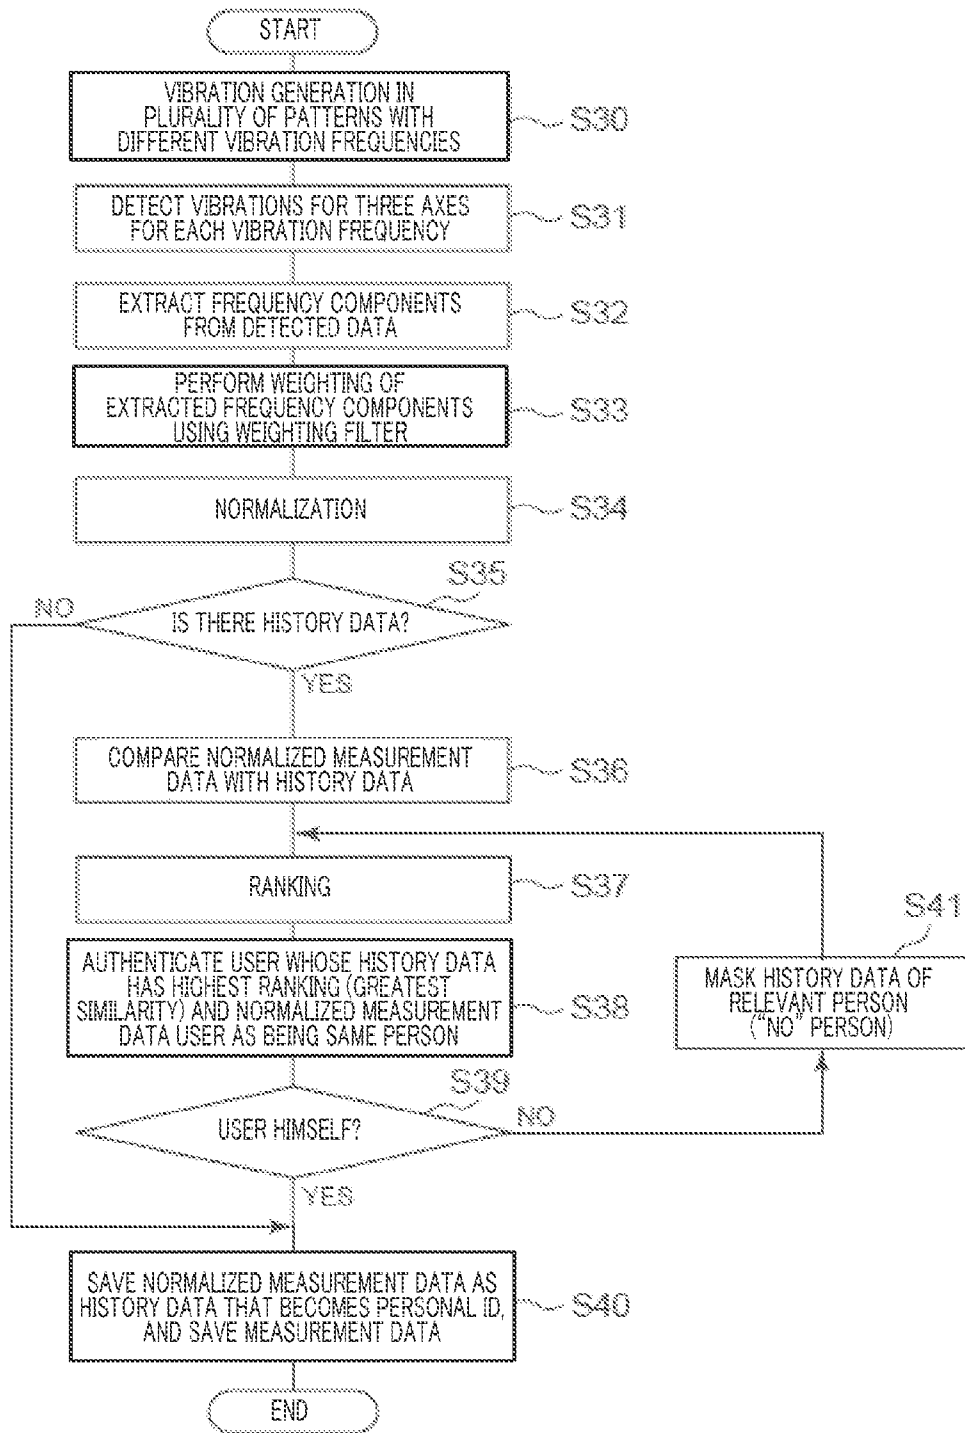 START
VIBRATION GENERATION IN
PLURALITY OF PATTERNS WITH
DIFFERENT VIBRATION FREQUENCIES
S30
DETECT VIBRATIONS FOR THREE AXES
FOR EACH VIBRATION FREQUENCY
S31
EXTRACT FREQUENCY COMPONENTS
FROM DETECTED DATA
S32
PERFORM WEIGHTING OF
EXTRACTED FREQUENCY COMPONENTS
USING WEIGHTING FILTER
S33
NORMALIZATION
S34
S35
NO
IS THERE HISTORY DATA?
YES
COMPARE NORMALIZED MEASUREMENT
DATA WITH HISTORY DATA
S36
RANKING
S37
AUTHENTICATE USER WHOSE HISTORY DATA
HAS HIGHEST RANKING (GREATEST
SIMILARITY) AND NORMALIZED MEASUREMENT
DATA USER AS BEING SAME PERSON
S38
S41
MASK HISTORY DATA OF
RELEVANT PERSON
("NO" PERSON)
S39
USER HIMSELF?
NO
YES
SAVE NORMALIZED MEASUREMENT DATA AS
HISTORY DATA THAT BECOMES PERSONAL ID,
AND SAVE MEASUREMENT DATA
S40
END